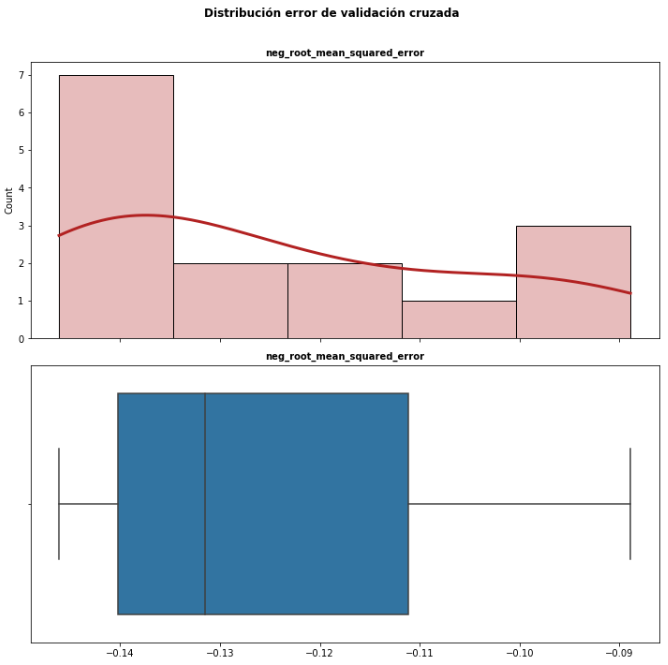 Distribución error de validación cruzada
neg_root_mean_squared_error
7
6
5
4
3
2
1
0
Count
neg_root_mean_squared_error
−0.14 −0.13 −0.12 −0.11 −0.10 −0.09